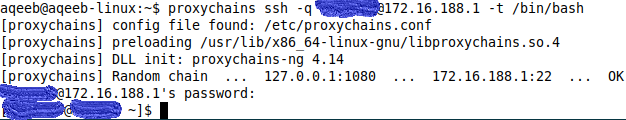 aqeeb@aqeeb-linux:~$ proxychains ssh -q @172.16.188.1 -t /bin/bash
[proxychains] config file found: /etc/proxychains.conf
[proxychains] preloading /usr/lib/x86_64-linux-gnu/libproxychains.so.4
[proxychains] DLL init: proxychains-ng 4.14
[proxychains] Random chain  ...  127.0.0.1:1080  ...  172.16.188.1:22  ...  OK
@172.16.188.1's password:
[@ ~]$